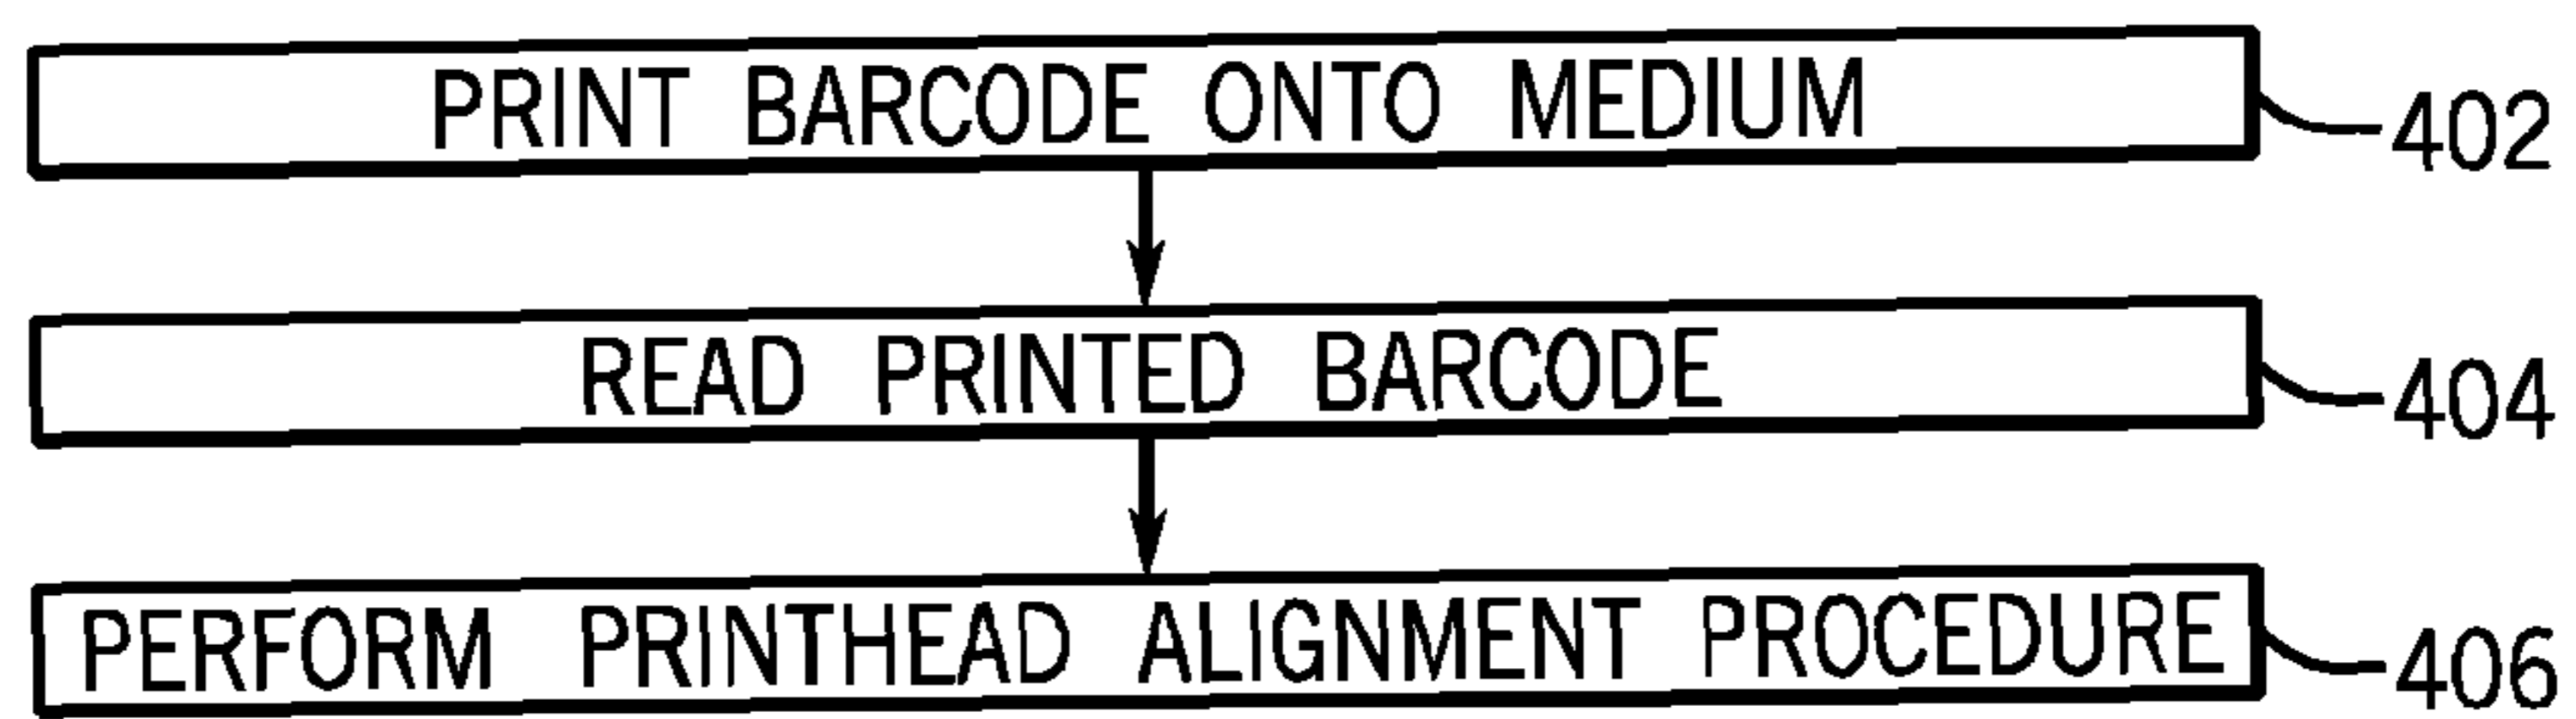 PRINT BARCODE ONTO MEDIUM
402
READ PRINTED BARCODE
404
PERFORM PRINTHEAD ALIGNMENT PROCEDURE
406